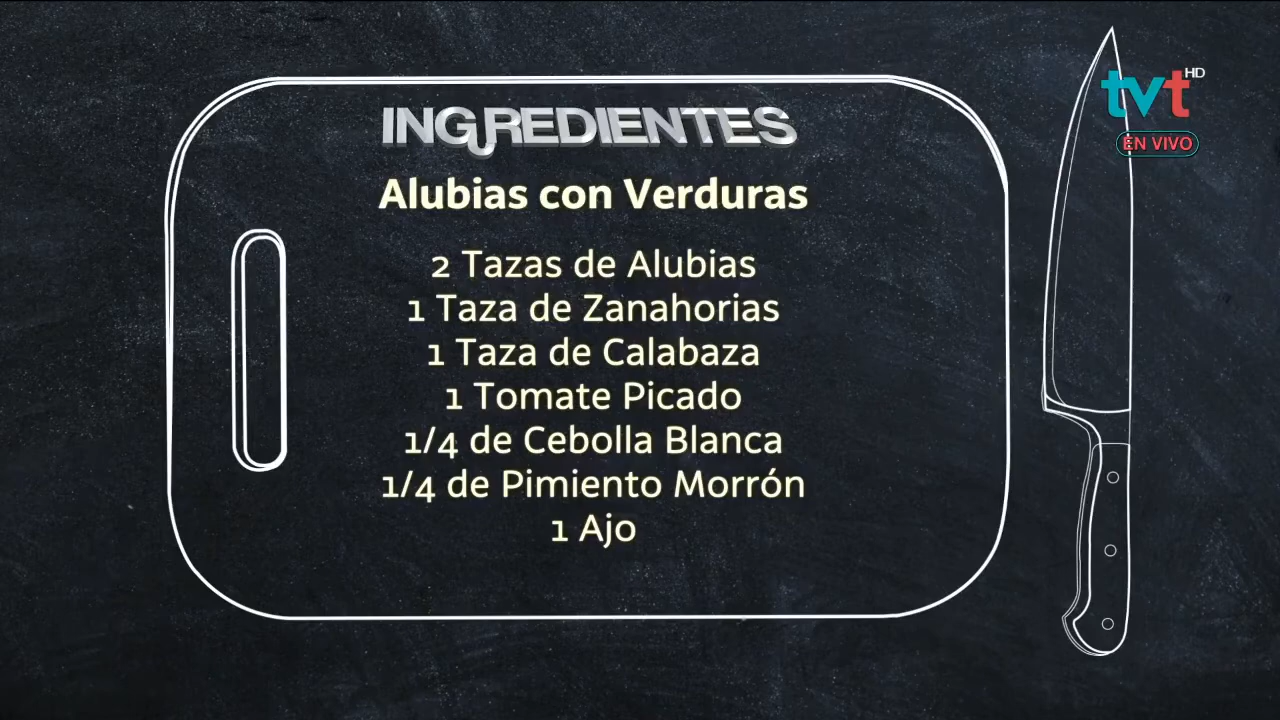 tvt HD
EN VIVO
INGREDIENTES
Alubias con Verduras
2 Tazas de Alubias
1 Taza de Zanahorias
1 Taza de Calabaza
1 Tomate Picado
1/4 de Cebolla Blanca
1/4 de Pimiento Morrón
1 Ajo